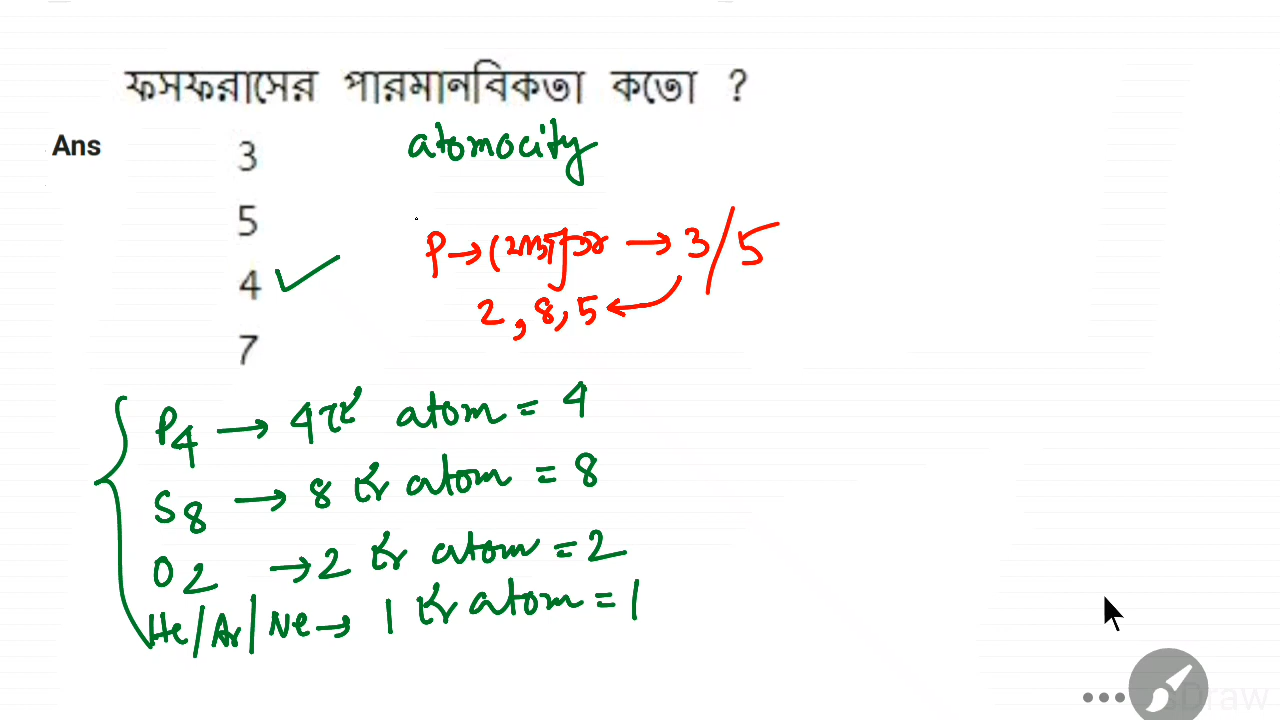 ফসফরাসের পারমানবিকতা কতো ?
Ans 3 atomocity
5 P → → 3/5
4 2, 8, 5
7
P4 → 4 টে atom = 4
S8 → 8 টা atom = 8
O2 → 2 টা atom = 2
He/Ar/Ne → 1 টা atom = 1
Draw